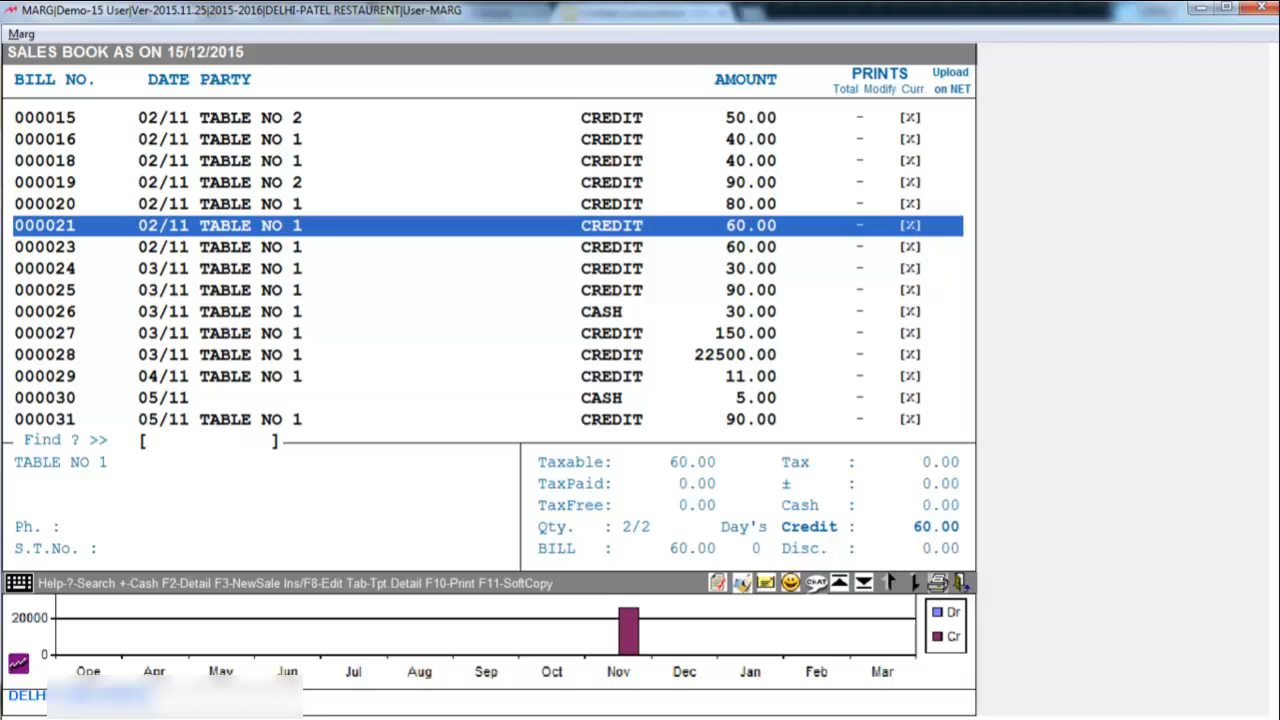 MARG|Demo-15 User|Ver-2015.11.25|2015-2016|DELHI-PATEL RESTAURENT|User-MARG
Marg
SALES BOOK AS ON 15/12/2015
BILL NO. DATE PARTY AMOUNT PRINTS Upload
Total Modify Curr. on NET
000015 02/11 TABLE NO 2 CREDIT 50.00 - [X]
000016 02/11 TABLE NO 1 CREDIT 40.00 - [X]
000018 02/11 TABLE NO 1 CREDIT 40.00 - [X]
000019 02/11 TABLE NO 2 CREDIT 90.00 - [X]
000020 02/11 TABLE NO 1 CREDIT 80.00 - [X]
000021 02/11 TABLE NO 1 CREDIT 60.00 - [X]
000023 02/11 TABLE NO 1 CREDIT 60.00 - [X]
000024 03/11 TABLE NO 1 CREDIT 30.00 - [X]
000025 03/11 TABLE NO 1 CREDIT 90.00 - [X]
000026 03/11 TABLE NO 1 CASH 30.00 - [X]
000027 03/11 TABLE NO 1 CREDIT 150.00 - [X]
000028 03/11 TABLE NO 1 CREDIT 22500.00 - [X]
000029 04/11 TABLE NO 1 CREDIT 11.00 - [X]
000030 05/11 CASH 5.00 - [X]
000031 05/11 TABLE NO 1 CREDIT 90.00 - [X]
Find ? >> [ ]
TABLE NO 1 Taxable: 60.00 Tax : 0.00
TaxPaid: 0.00 ± : 0.00
TaxFree: 0.00 Cash : 0.00
Ph. : Qty. : 2/2 Day's Credit : 60.00
S.T.No. : BILL : 60.00 0 Disc. : 0.00
Help-?-Search +-Cash F2-Detail F3-NewSale Ins/F8-Edit Tab-Tpt.Detail F10-Print F11-SoftCopy CHAT
20000 Dr
0 Cr
Ope Apr May Jun Jul Aug Sep Oct Nov Dec Jan Feb Mar
DELH